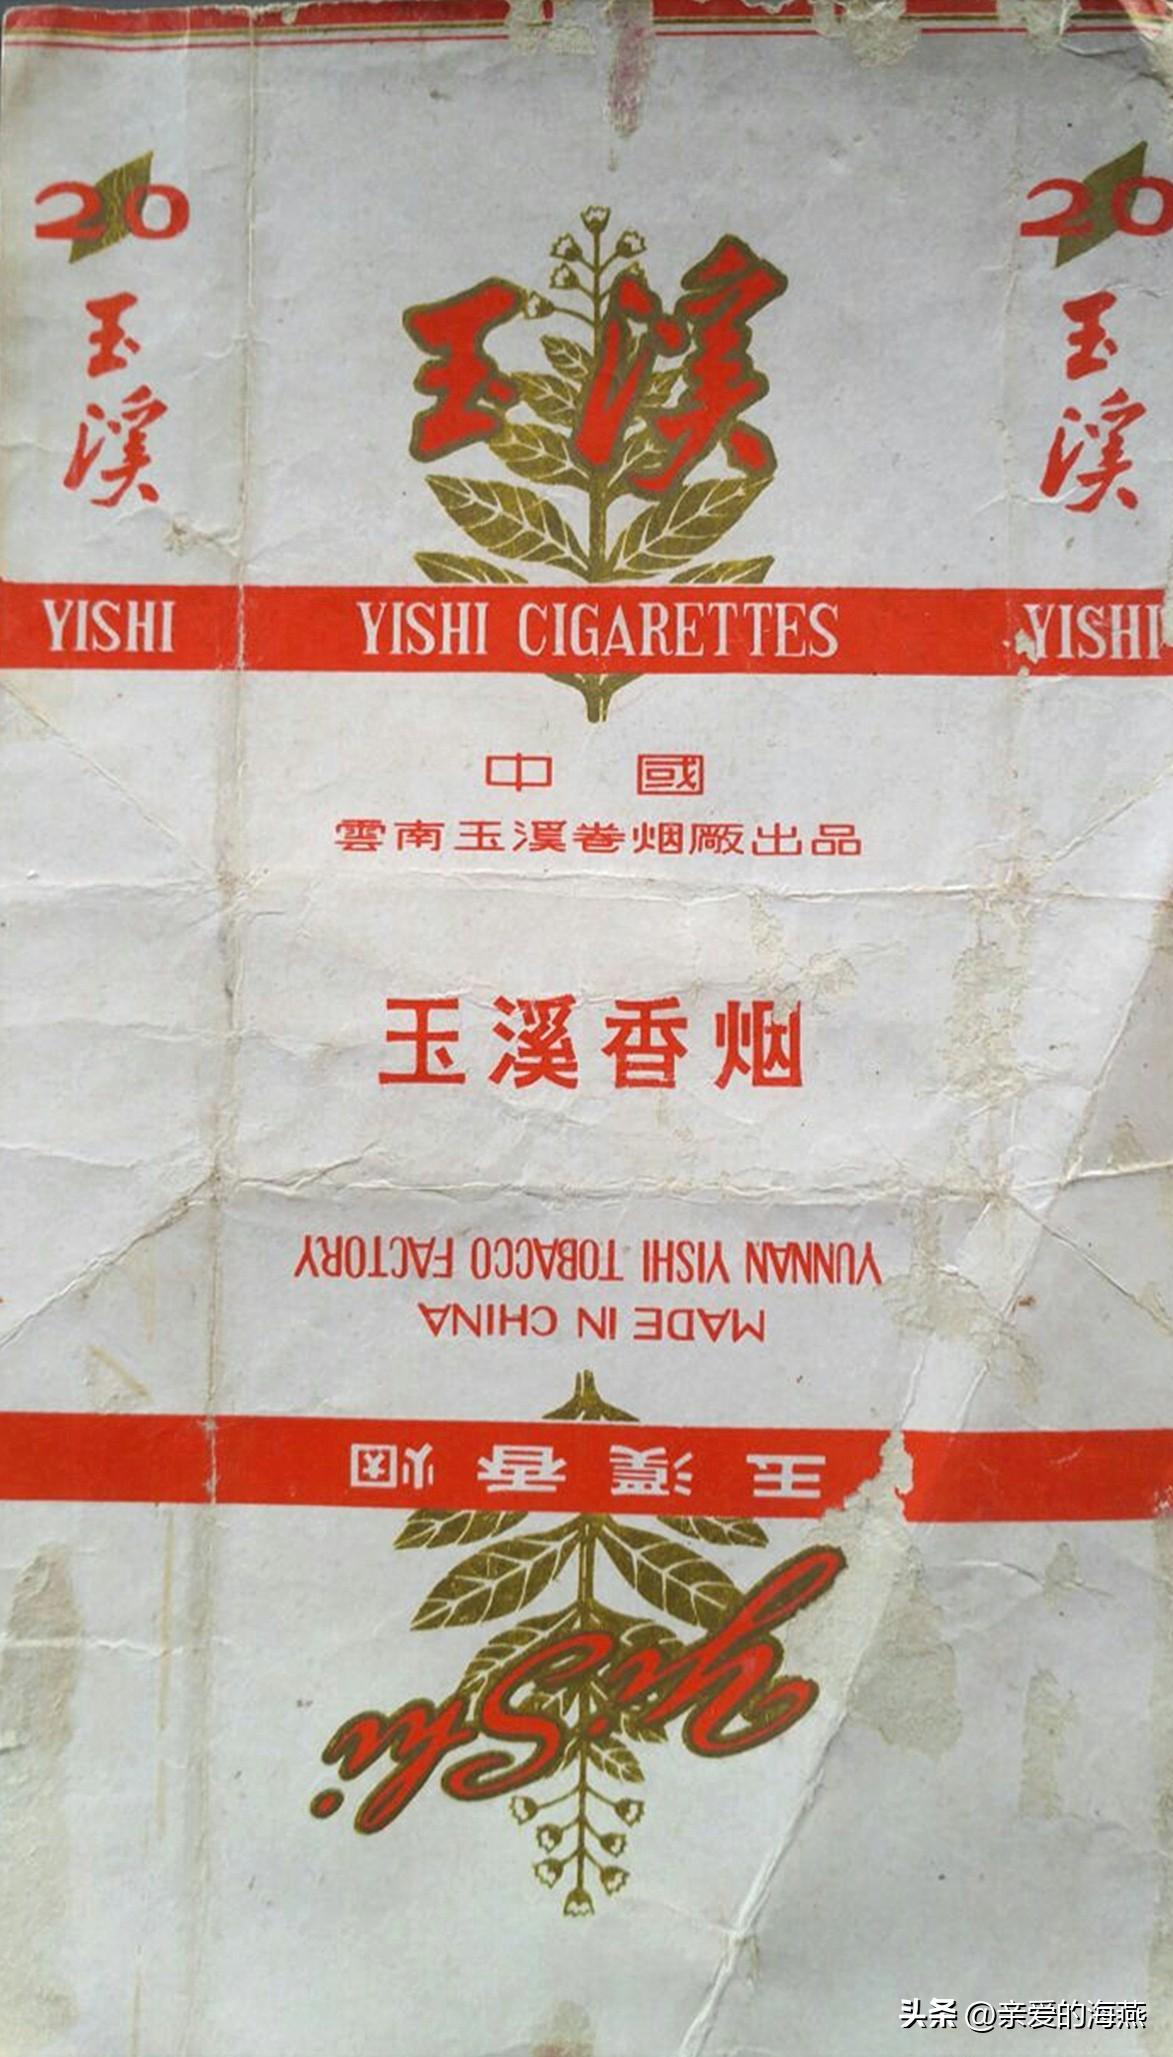 20
玉溪
20
玉
溪
20
玉
溪
YISHI
YISHI CIGARETTES
YISHI
中國
雲南玉溪卷烟厰出品
玉溪香烟
YUNNAN YISHI TOBACCO FACTORY
MADE IN CHINA
玉溪香烟
YiShi
头条 @亲爱的海燕